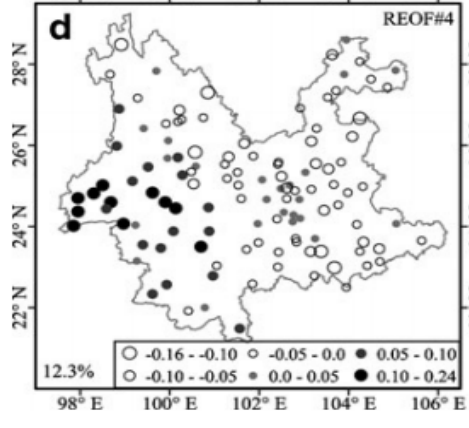 d
REOF#4
28° N
26° N
24° N
22° N
-0.16 - -0.10
-0.05 - 0.0
0.05 - 0.10
-0.10 - -0.05
0.0 - 0.05
0.10 - 0.24
12.3%
98° E
100° E
102° E
104° E
106° E